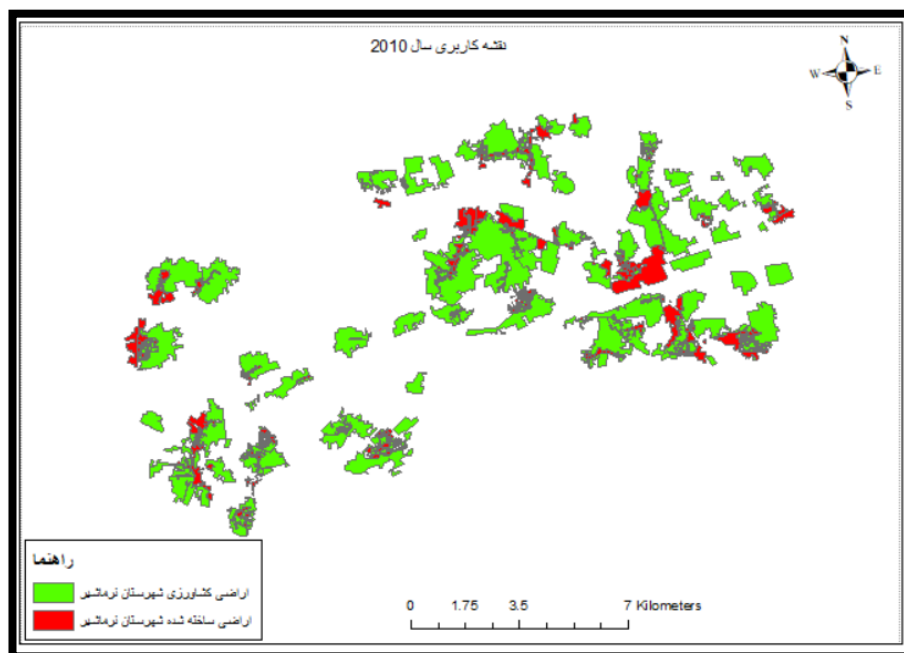 نقشه کاربری سال 2010
N
W E
S
راهنما
اراضی کشاورزی شهرستان نرماشیر
اراضی ساخته شده شهرستان نرماشیر
0 1.75 3.5 7 Kilometers